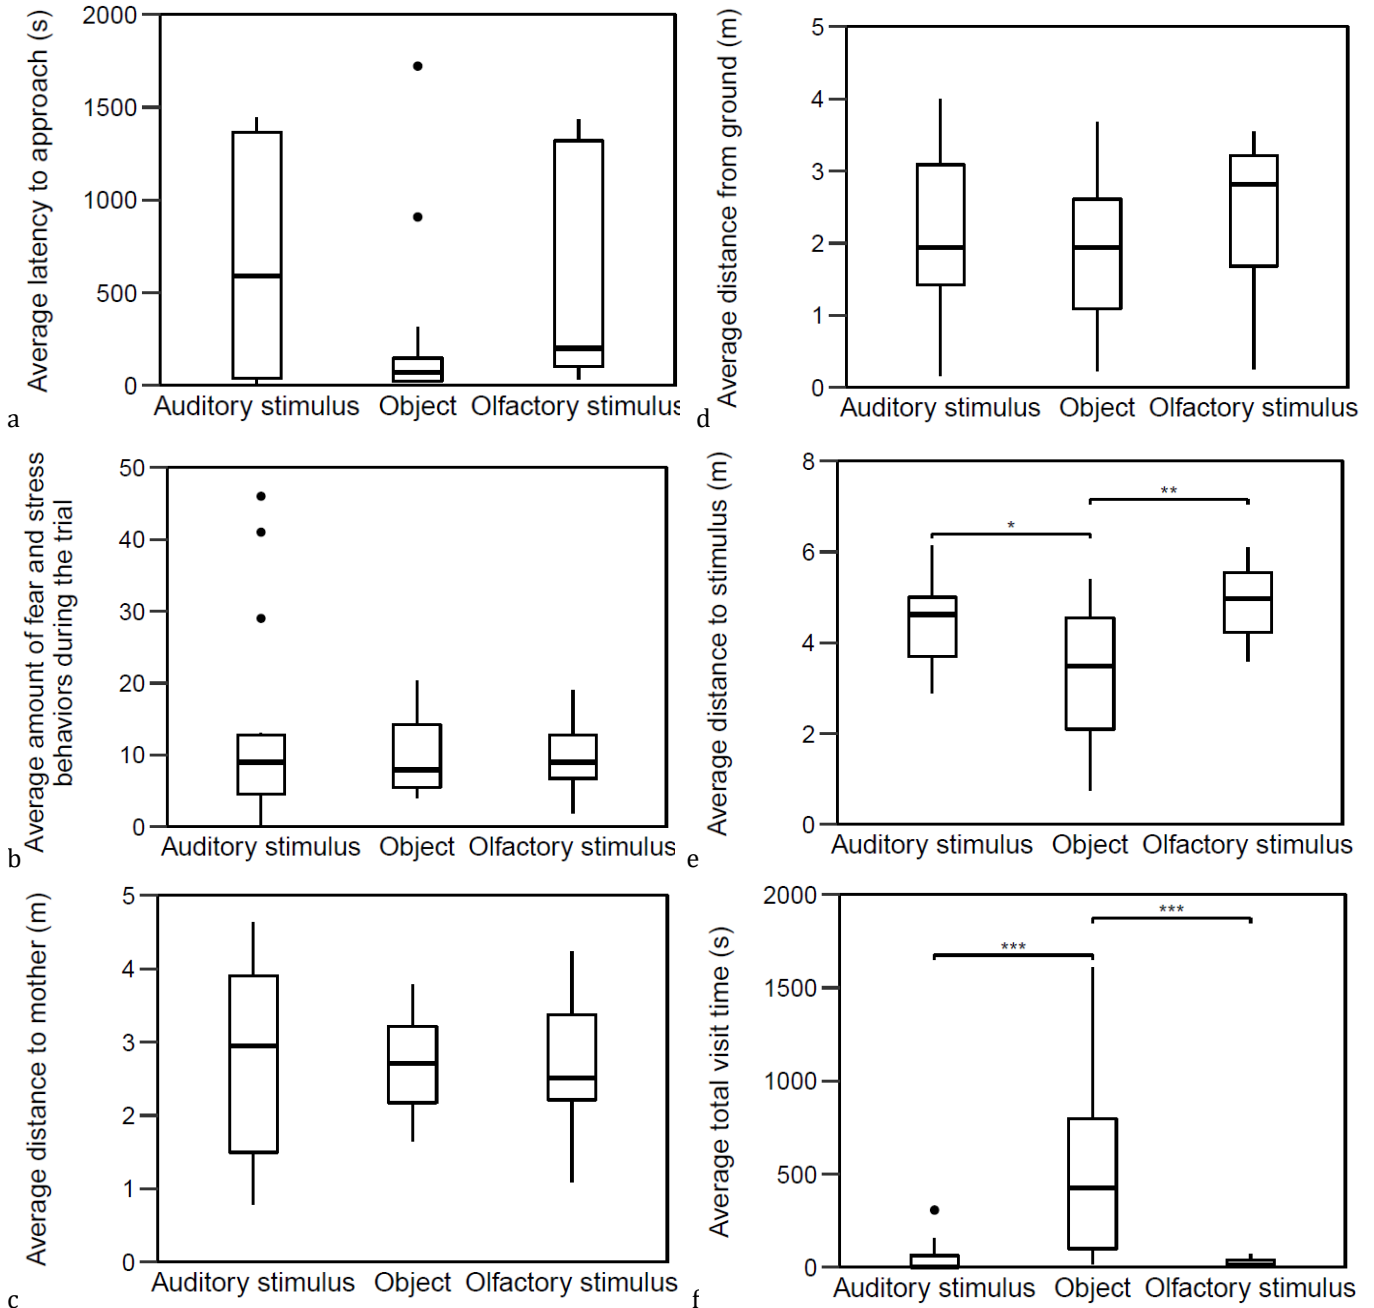 Average latency to approach (s)
2000
1500
1000
500
0
Auditory stimulus Object Olfactory stimulus
a
Average distance from ground (m)
5
4
3
2
1
0
Auditory stimulus Object Olfactory stimulus
d
Average amount of fear and stress
behaviors during the trial
50
40
30
20
10
0
Auditory stimulus Object Olfactory stimulus
b
Average distance to stimulus (m)
8
6
4
2
0
*
**
Auditory stimulus Object Olfactory stimulus
e
Average distance to mother (m)
5
4
3
2
1
0
Auditory stimulus Object Olfactory stimulus
c
Average total visit time (s)
2000
1500
1000
500
0
***
***
Auditory stimulus Object Olfactory stimulus
f